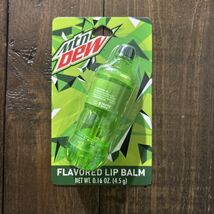 Mtn
DEW
FLAVORED LIP BALM
NET WT. 0.16 OZ. (4.5 g)